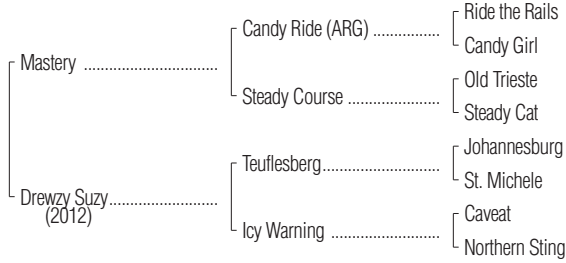 Ride the Rails
Candy Ride (ARG) ................
Candy Girl
Mastery ................................
Old Trieste
Steady Course ......................
Steady Cat
Johannesburg
Teuflesberg............................
St. Michele
Drewzy Suzy..........................
(2012)
Caveat
Icy Warning ..........................
Northern Sting